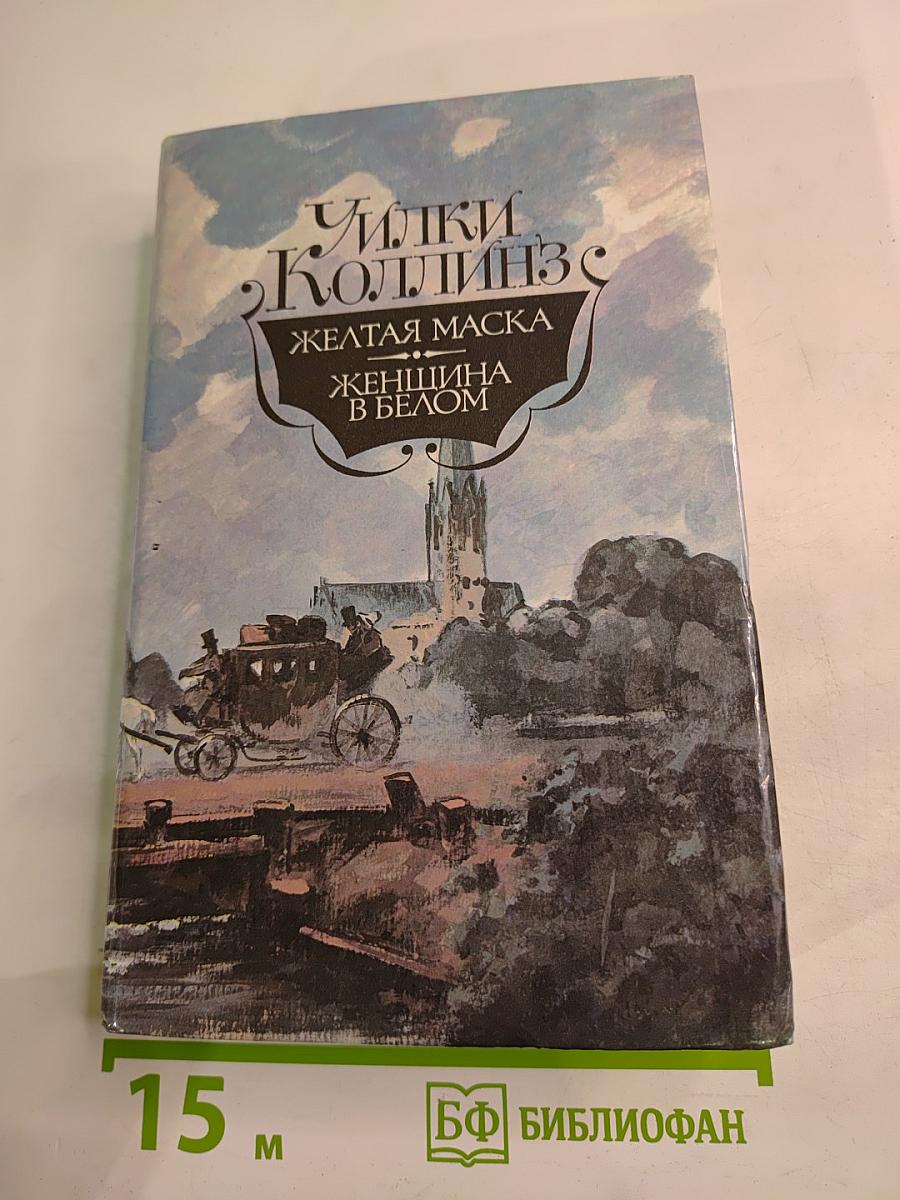 Уилки
Коллинз
ЖЕЛТАЯ МАСКА
ЖЕНЩИНА
В БЕЛОМ
15 м
БФ БИБЛИОФАН